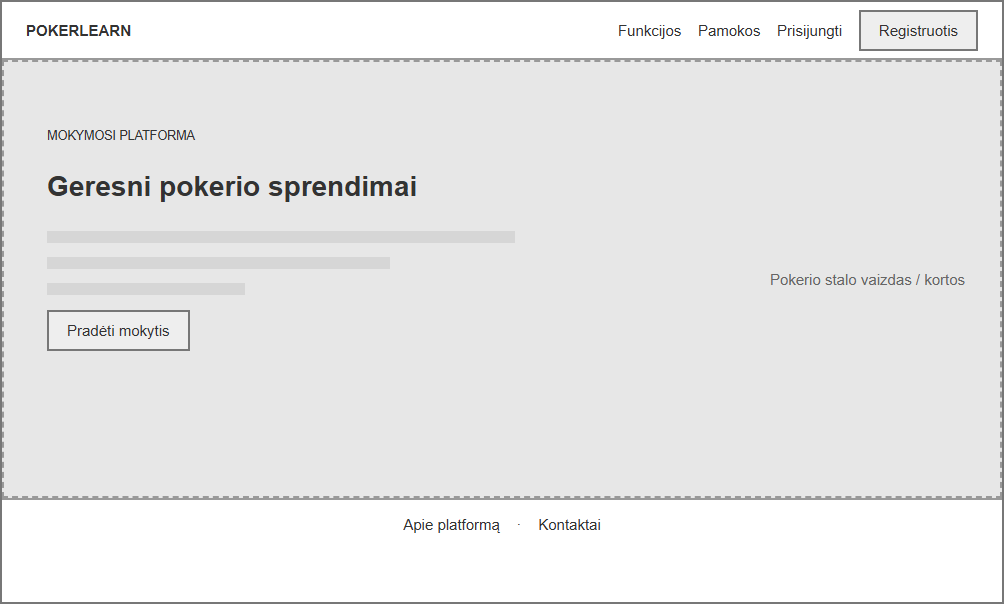 POKERLEARN Funkcijos Pamokos Prisijungti Registruotis
MOKYMOSI PLATFORMA
Geresni pokerio sprendimai
Pokerio stalo vaizdas / kortos
Pradėti mokytis
Apie platformą · Kontaktai